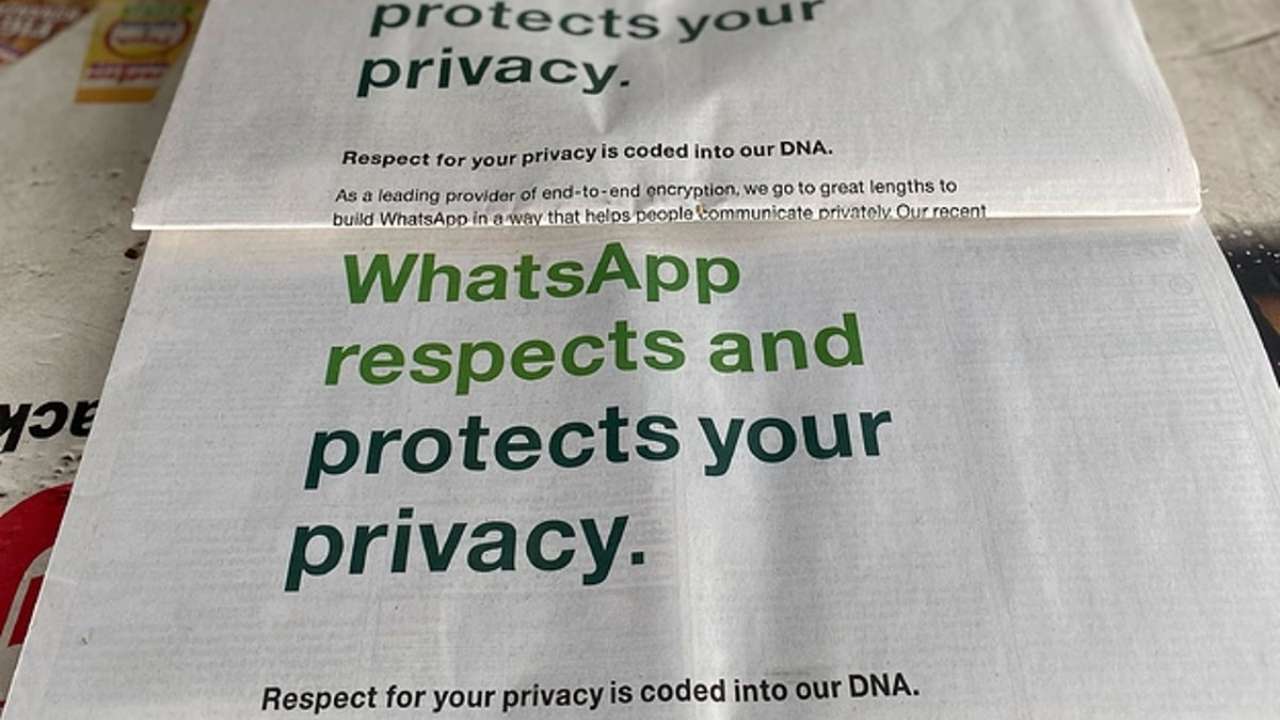 protects your
privacy.
Respect for your privacy is coded into our DNA.
As a leading provider of end-to-end encryption, we go to great lengths to
build WhatsApp in a way that helps people communicate privately. Our recent
WhatsApp
respects and
protects your
privacy.
Respect for your privacy is coded into our DNA.